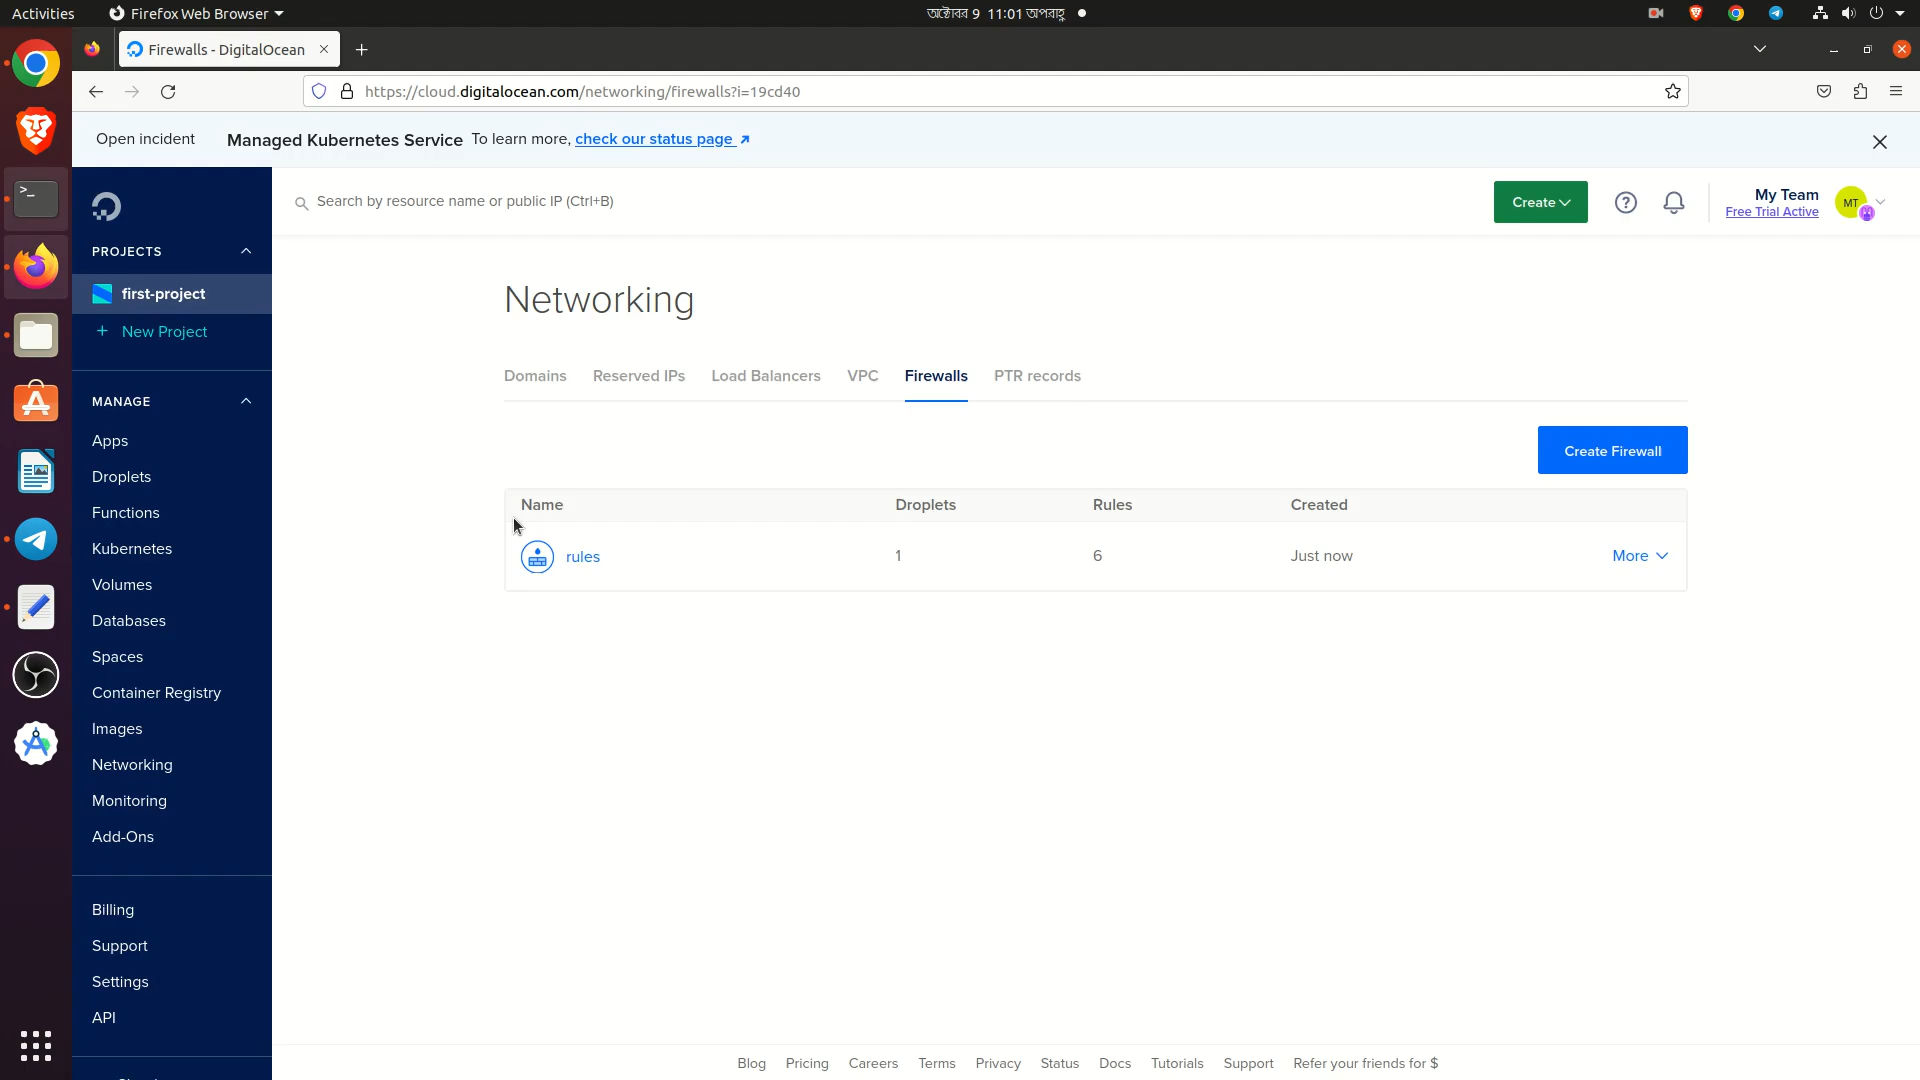 Activities
Firefox Web Browser
অক্টোবর 9 11:01 অপরাহ্ণ
Firewalls - DigitalOcean
https://cloud.digitalocean.com/networking/firewalls?i=19cd40
Open incident Managed Kubernetes Service To learn more, check our status page
Search by resource name or public IP (Ctrl+B)
Create
My Team
Free Trial Active
MT
PROJECTS
first-project
+ New Project
MANAGE
Apps
Droplets
Functions
Kubernetes
Volumes
Databases
Spaces
Container Registry
Images
Networking
Monitoring
Add-Ons
Billing
Support
Settings
API
Networking
Domains Reserved IPs Load Balancers VPC Firewalls PTR records
Create Firewall
Name Droplets Rules Created
rules 1 6 Just now More
Blog Pricing Careers Terms Privacy Status Docs Tutorials Support Refer your friends for $